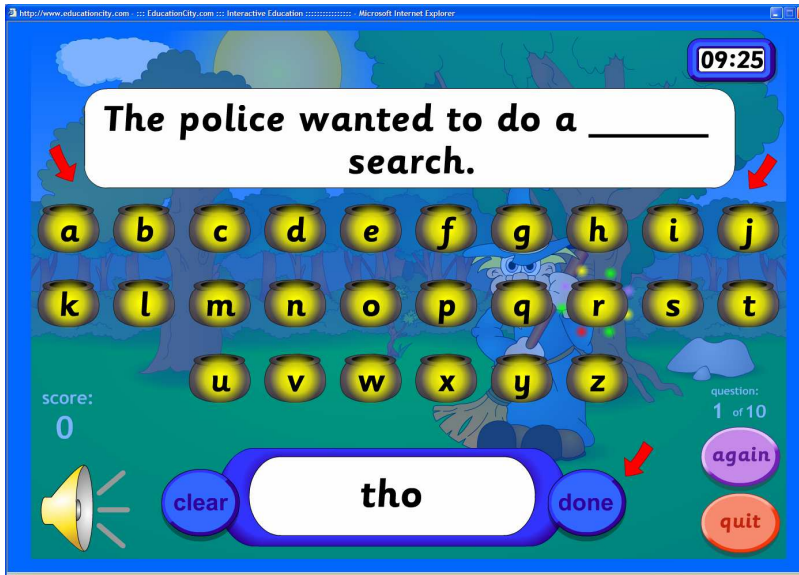 http://www.educationcity.com - ::: EducationCity.com ::: Interactive Education :::::::::::::::: - Microsoft Internet Explorer
09:25
The police wanted to do a ______
search.
a b c d e f g h i j
k l m n o p q r s t
u v w x y z
score:
0
question:
1 of 10
again
clear
tho
done
quit